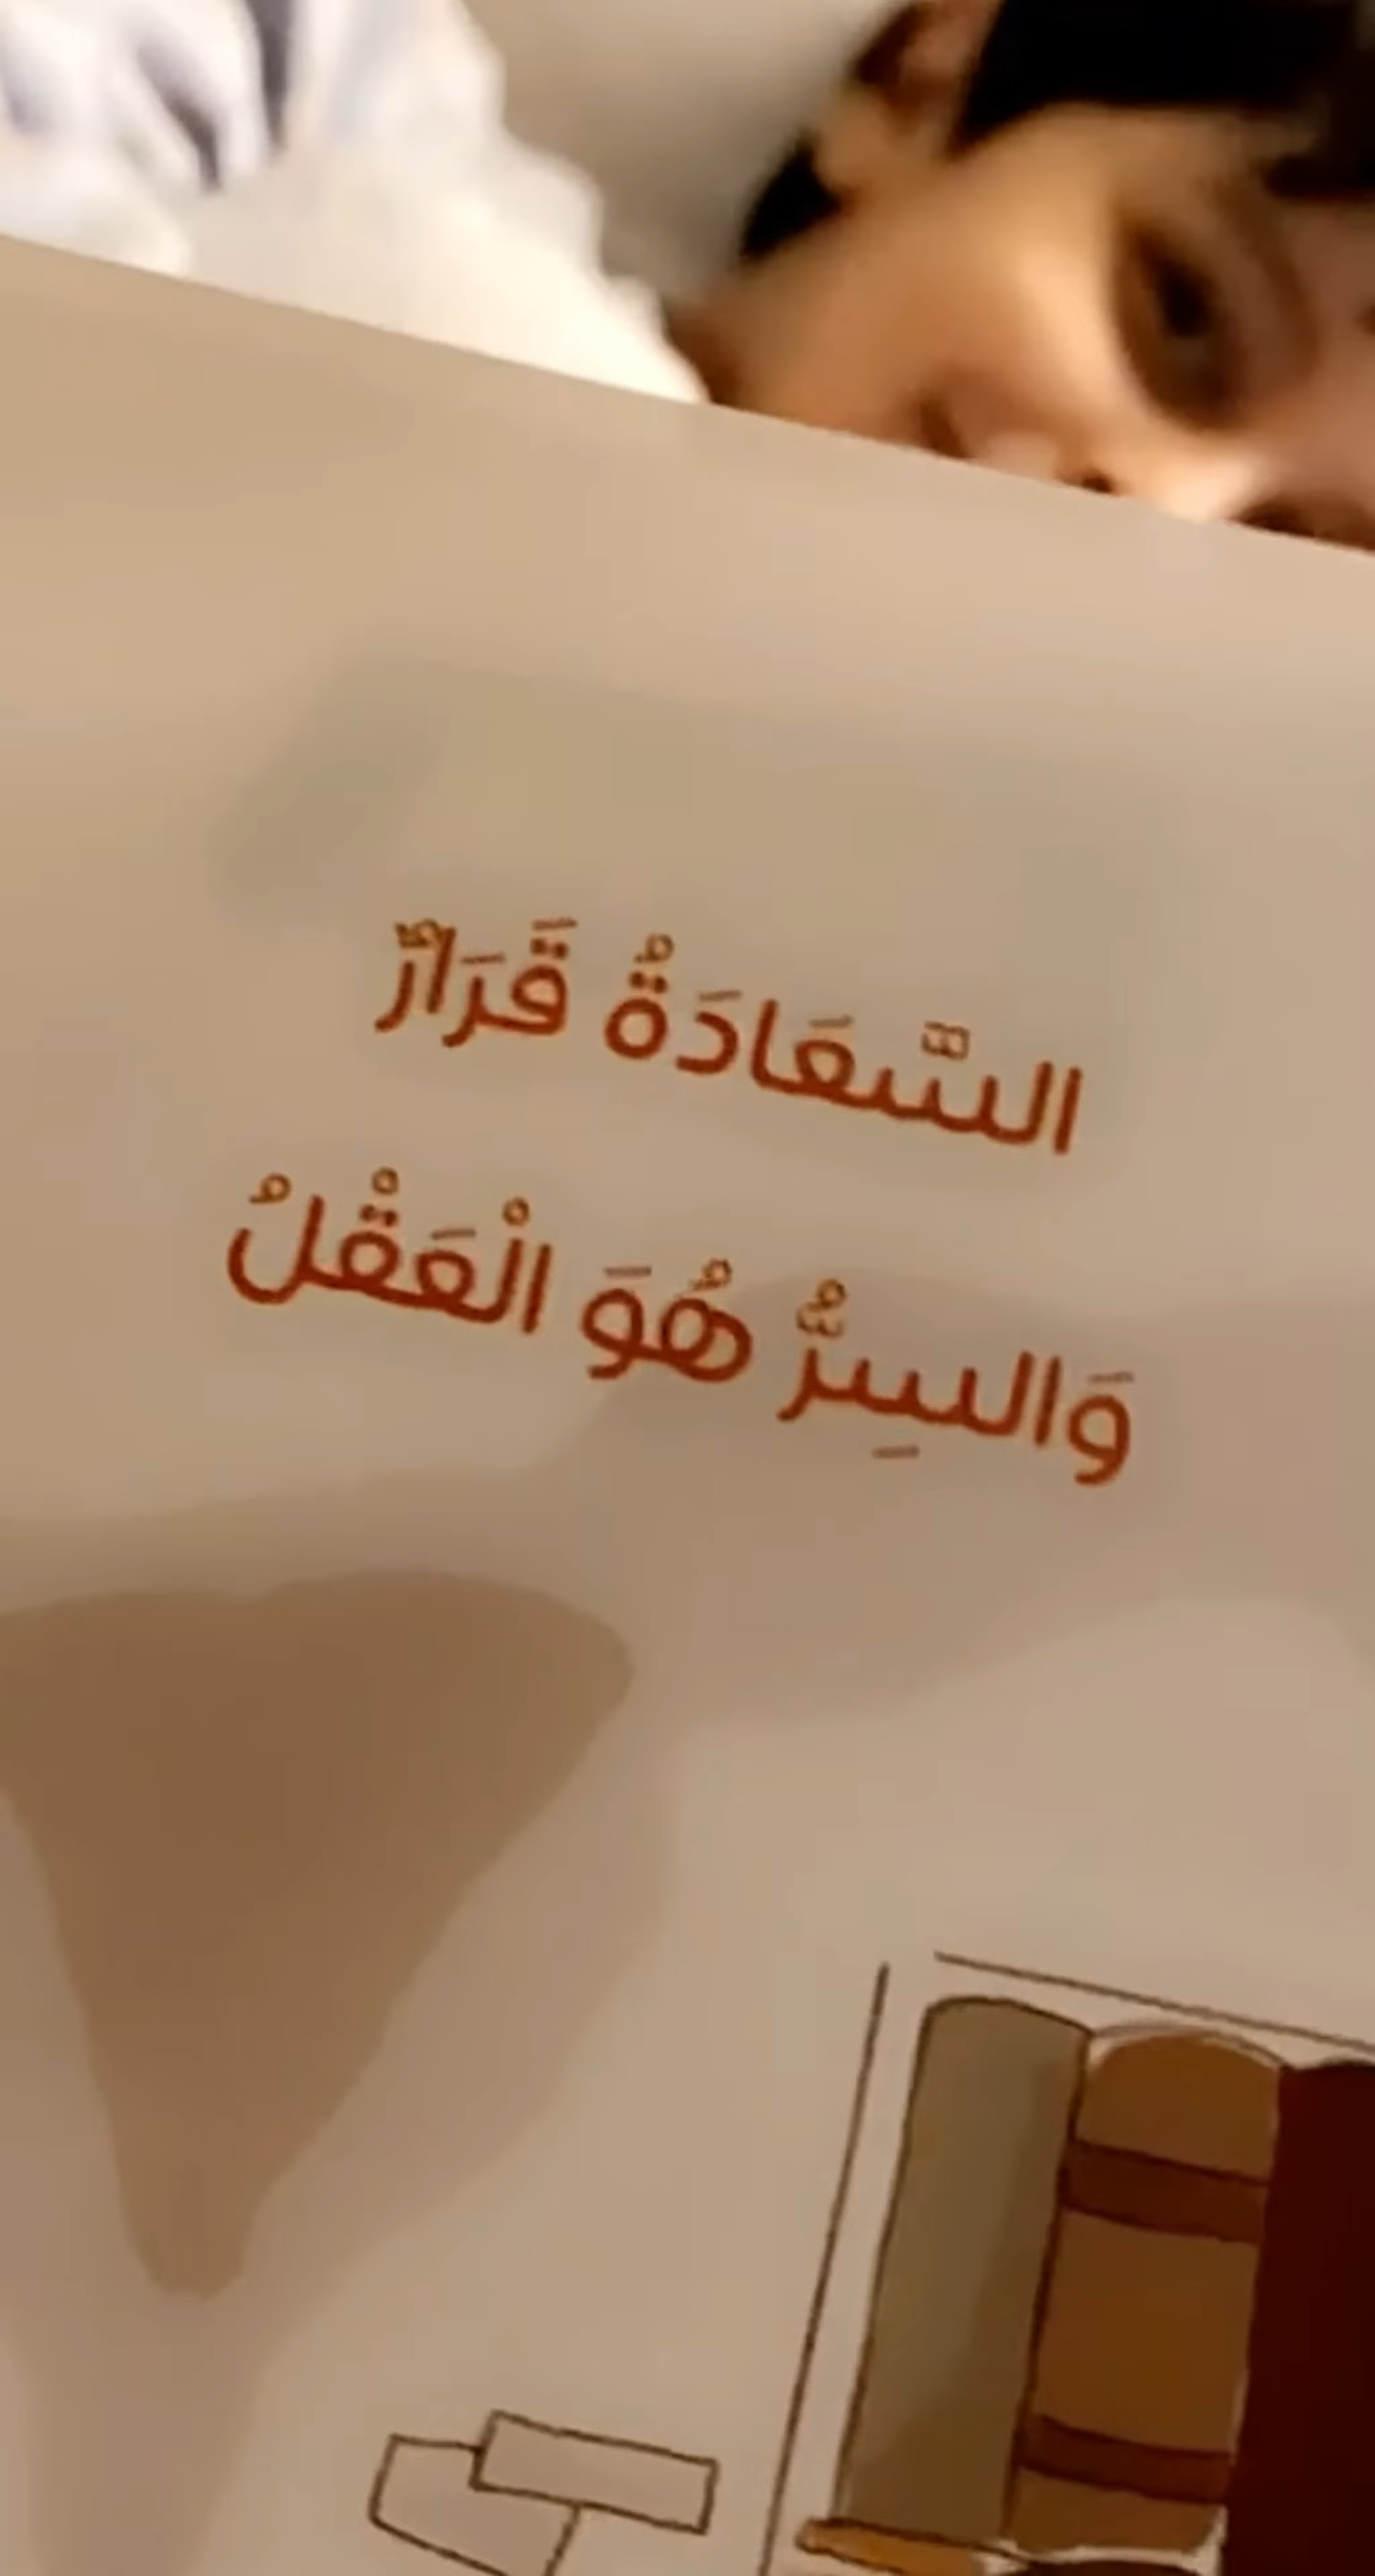 السَّعَادَةُ قَرَارٌ
وَالسِرُّ هُوَ الْعَقْلُ